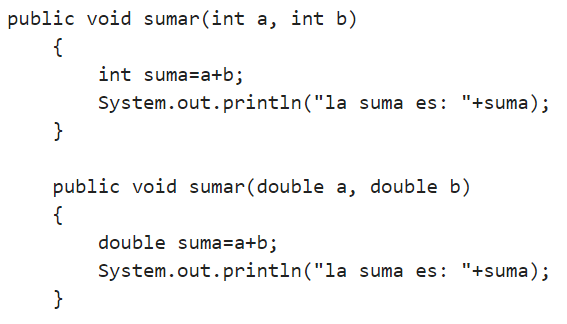 public void sumar(int a, int b)
    {
        int suma=a+b;
        System.out.println("la suma es: "+suma);
    }

    public void sumar(double a, double b)
    {
        double suma=a+b;
        System.out.println("la suma es: "+suma);
    }